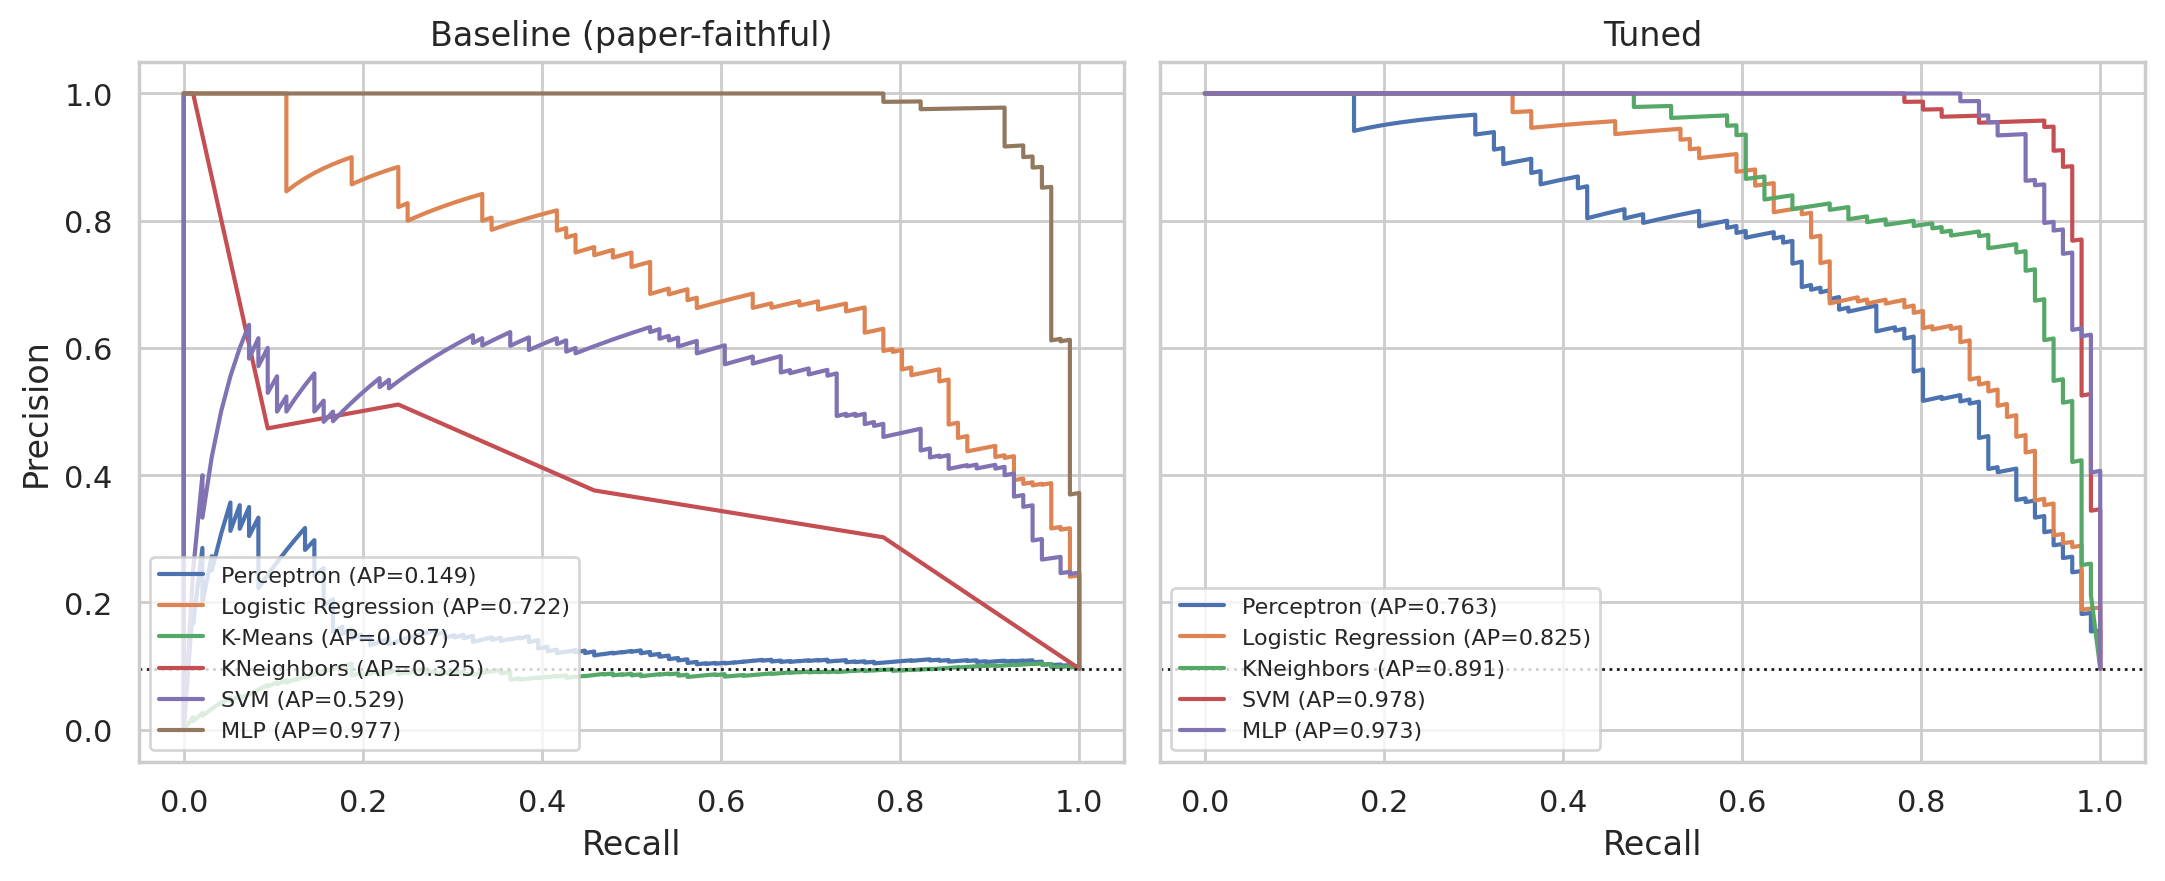 Baseline (paper-faithful)
Precision
1.0
0.8
0.6
0.4
0.2
0.0
Perceptron (AP=0.149)
Logistic Regression (AP=0.722)
K-Means (AP=0.087)
KNeighbors (AP=0.325)
SVM (AP=0.529)
MLP (AP=0.977)
0.0 0.2 0.4 0.6 0.8 1.0
Recall
Tuned
Perceptron (AP=0.763)
Logistic Regression (AP=0.825)
KNeighbors (AP=0.891)
SVM (AP=0.978)
MLP (AP=0.973)
0.0 0.2 0.4 0.6 0.8 1.0
Recall